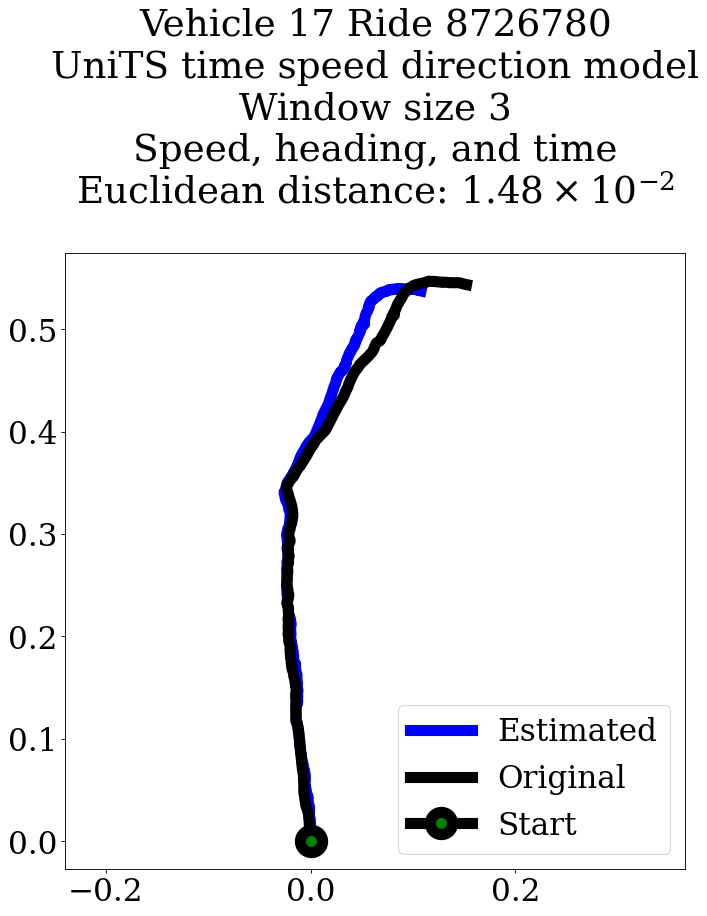 Vehicle 17 Ride 8726780
UniTS time speed direction model
Window size 3
Speed, heading, and time
Euclidean distance: $1.48 \times 10^{-2}$
0.5
0.4
0.3
0.2
0.1
0.0
−0.2
0.0
0.2
Estimated
Original
Start